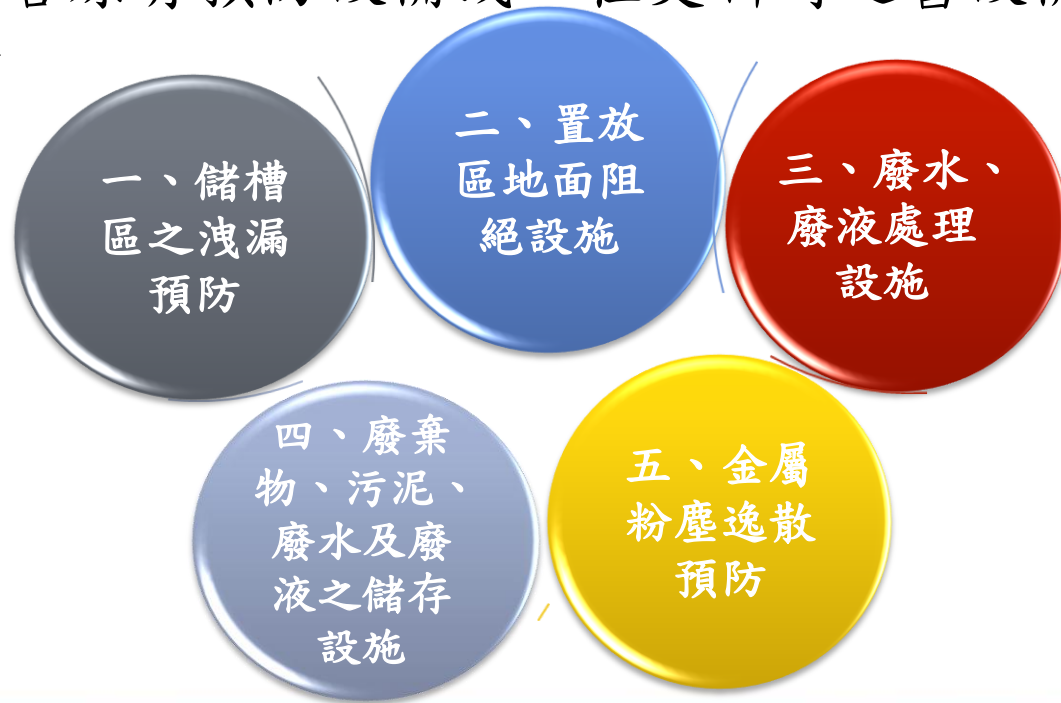 一、儲槽
區之洩漏
預防
二、置放
區地面阻
絕設施
三、廢水、
廢液處理
設施
四、廢棄
物、污泥、
廢水及廢
液之儲存
設施
五、金屬
粉塵逸散
預防